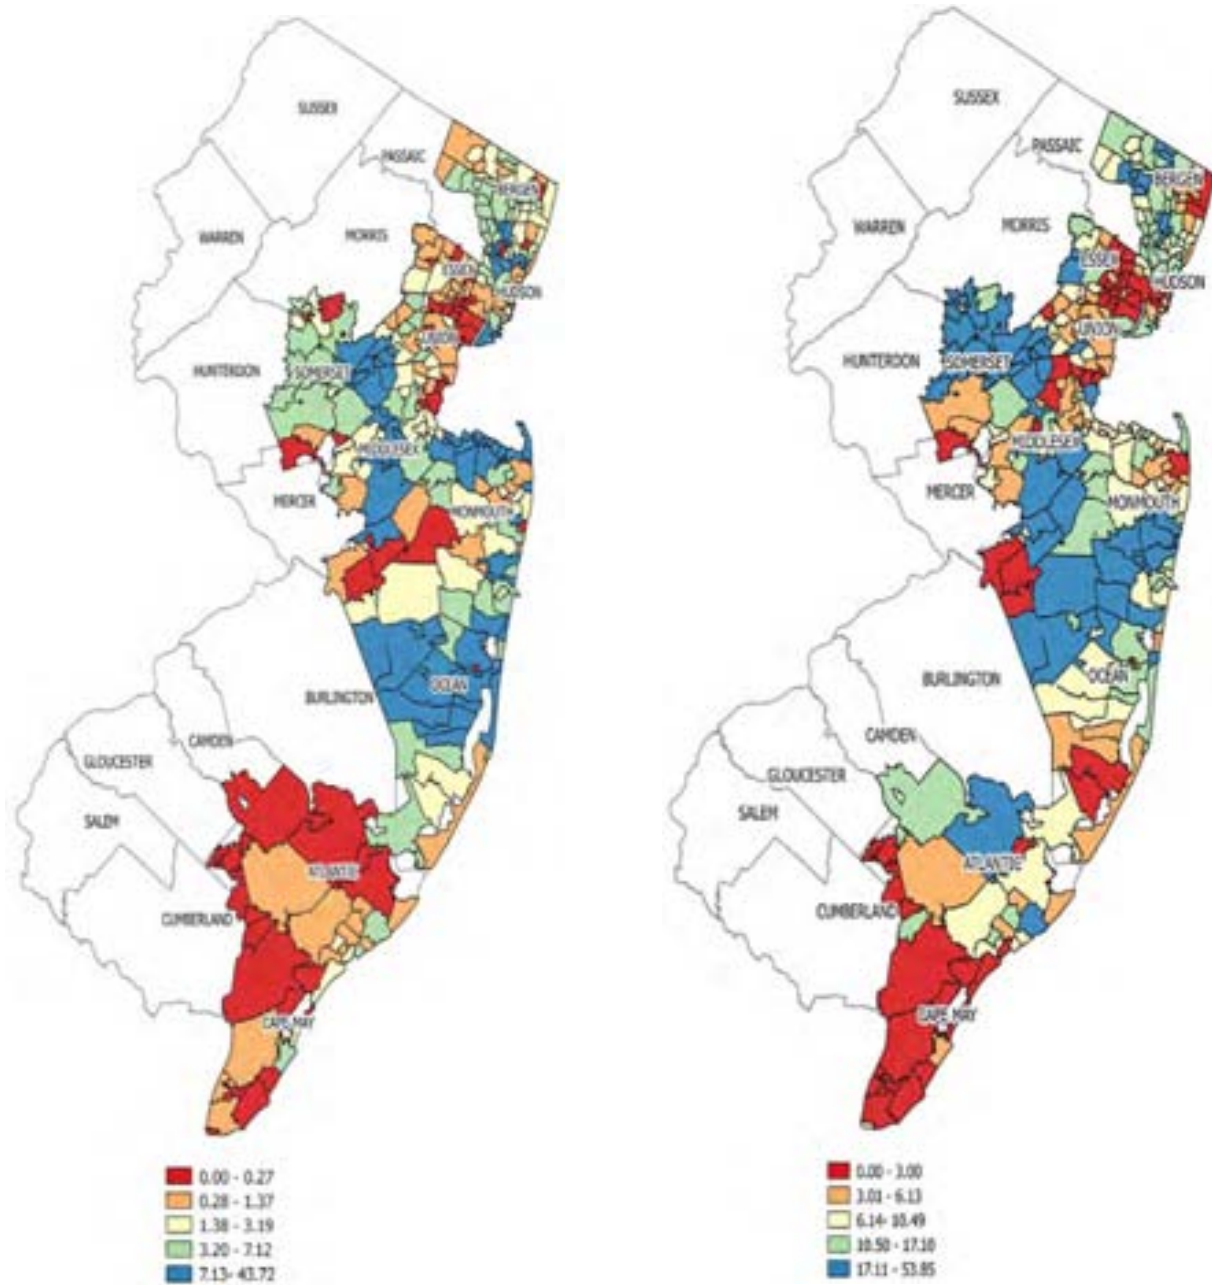 SUSSEX
PASSAIC
BERGEN
WARREN
MORRIS
ESSEX
HUDSON
UNION
HUNTERDON
SOMERSET
MIDDLESEX
MERCER
MONMOUTH
OCEAN
BURLINGTON
CAMDEN
GLOUCESTER
SALEM
ATLANTIC
CUMBERLAND
CAPE MAY
0.00 - 0.27
0.28 - 1.37
1.38 - 3.19
3.20 - 7.12
7.13- 43.72
SUSSEX
PASSAIC
BERGEN
WARREN
MORRIS
ESSEX
HUDSON
UNION
HUNTERDON
SOMERSET
MIDDLESEX
MERCER
MONMOUTH
OCEAN
BURLINGTON
CAMDEN
GLOUCESTER
SALEM
ATLANTIC
CUMBERLAND
CAPE MAY
0.00 - 3.00
3.01 - 6.13
6.14- 10.49
10.50 - 17.10
17.11 - 53.85